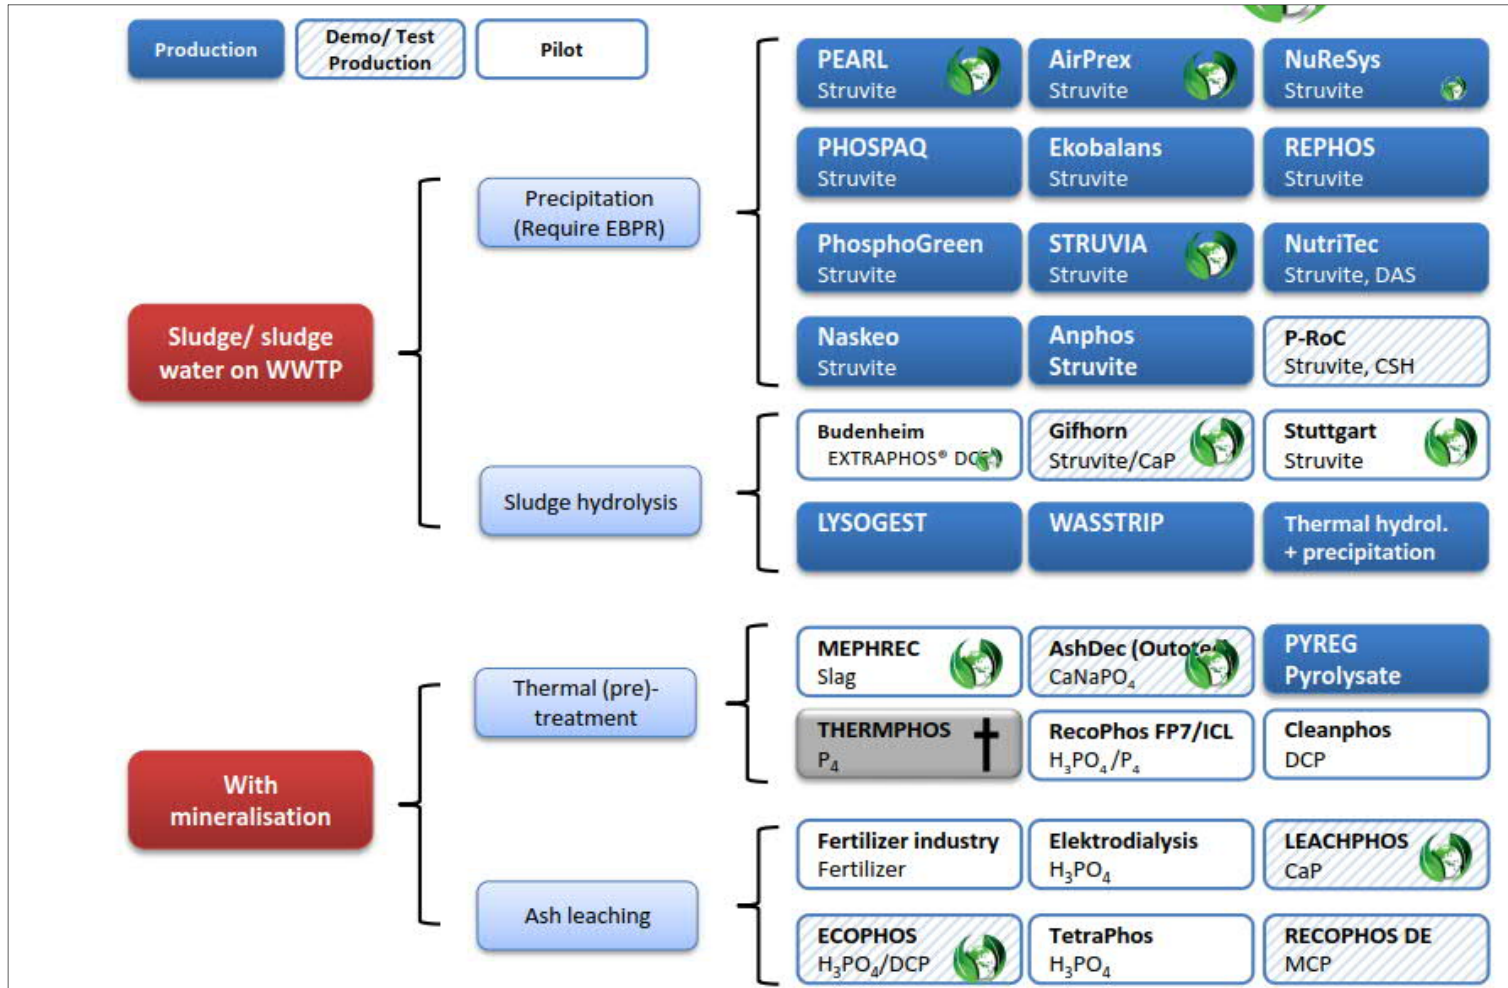 Production
Demo/ Test
Production
Pilot
PEARL
Struvite
AirPrex
Struvite
NuReSys
Struvite
PHOSPAQ
Struvite
Ekobalans
Struvite
REPHOS
Struvite
Precipitation
(Require EBPR)
PhosphoGreen
Struvite
STRUVIA
Struvite
NutriTec
Struvite, DAS
Naskeo
Struvite
Anphos
Struvite
P-RoC
Struvite, CSH
Sludge/ sludge
water on WWTP
Budenheim
EXTRAPHOS®
Gifhorn
Struvite/CaP
Stuttgart
Struvite
Sludge hydrolysis
LYSOGEST
WASSTRIP
Thermal hydrol.
+ precipitation
MEPHREC
Slag
AshDec
CaNaPO₄
PYREG
Pyrolysate
Thermal (pre)-
treatment
THERMPHOS
P₄
RecoPhos FP7/ICL
H₃PO₄ /P₄
Cleanphos
DCP
With
mineralisation
Fertilizer industry
Fertilizer
Elektrodialysis
H₃PO₄
LEACHPHOS
CaP
Ash leaching
ECOPHOS
H₃PO₄/DCP
TetraPhos
H₃PO₄
RECOPHOS DE
MCP